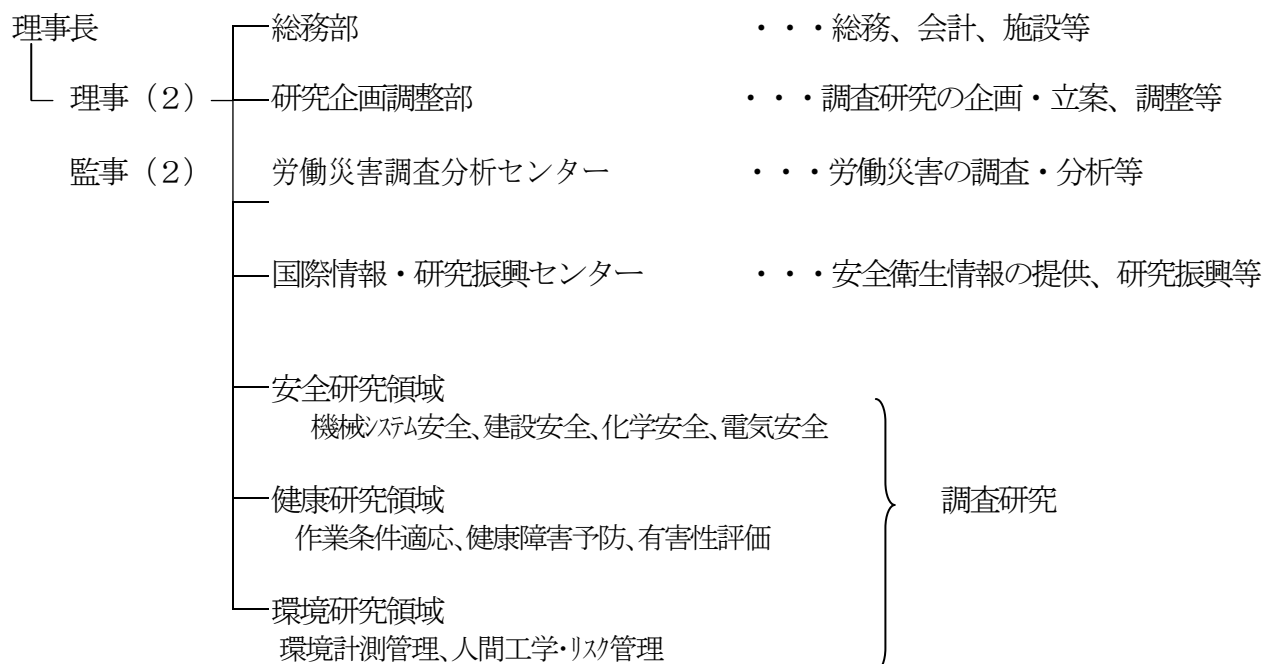 理事長
総務部 ・・・総務、会計、施設等
理事（２） 研究企画調整部 ・・・調査研究の企画・立案、調整等
監事（２） 労働災害調査分析センター ・・・労働災害の調査・分析等
国際情報・研究振興センター ・・・安全衛生情報の提供、研究振興等
安全研究領域
機械ｼｽﾃﾑ安全、建設安全、化学安全、電気安全
健康研究領域 調査研究
作業条件適応、健康障害予防、有害性評価
環境研究領域
環境計測管理、人間工学・ﾘｽｸ管理